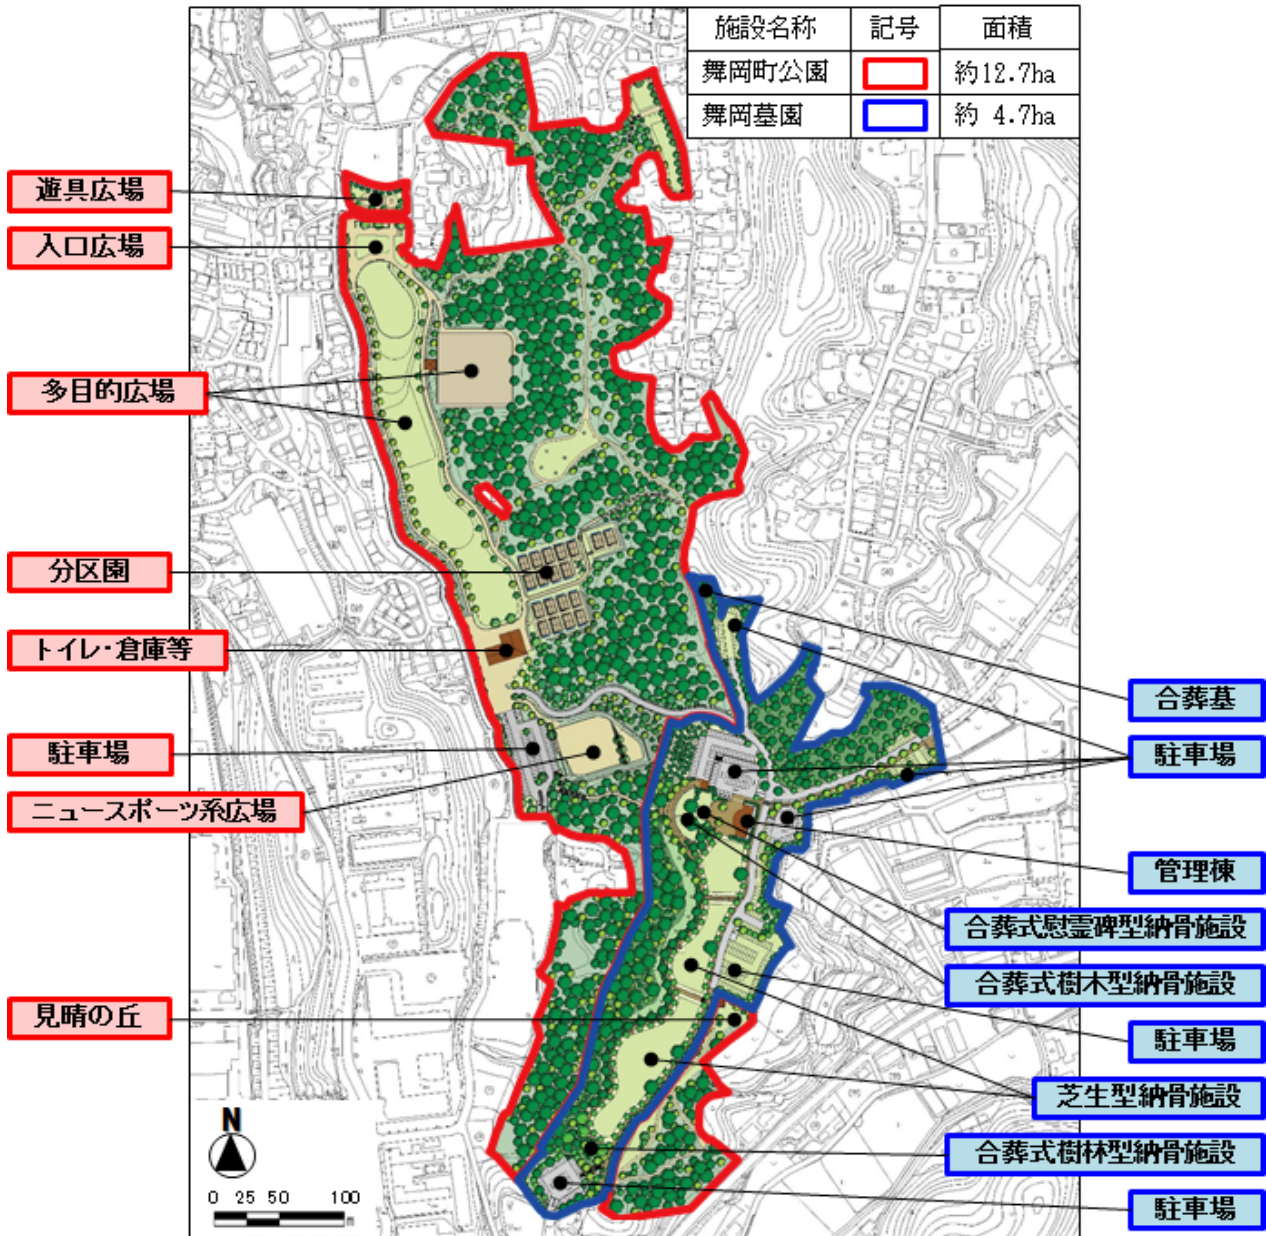 施設名称 記号 面積
舞岡町公園 約12.7ha
舞岡墓園 約 4.7ha
遊具広場
入口広場
多目的広場
分区園
トイレ・倉庫等
駐車場
ニュースポーツ系広場
見晴の丘
合葬墓
駐車場
管理棟
合葬式慰霊碑型納骨施設
合葬式樹木型納骨施設
駐車場
芝生型納骨施設
合葬式樹林型納骨施設
駐車場
N
0 25 50 100
m